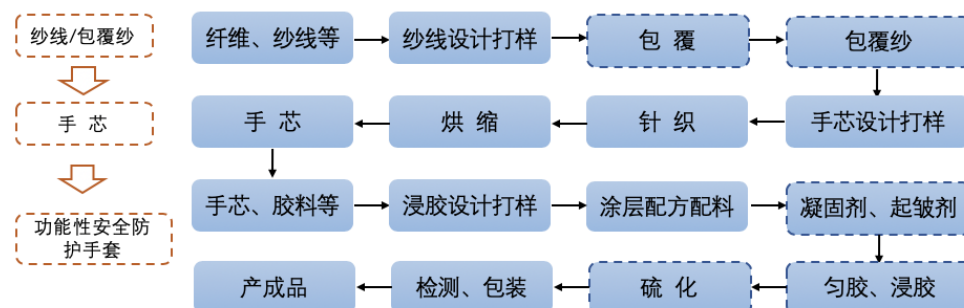 纱线/包覆纱
手 芯
功能性安全防
护手套
纤维、纱线等
纱线设计打样
包 覆
包覆纱
手芯设计打样
针 织
烘 缩
手 芯
手芯、胶料等
浸胶设计打样
涂层配方配料
凝固剂、起皱剂
匀胶、浸胶
硫 化
检测、包装
产成品